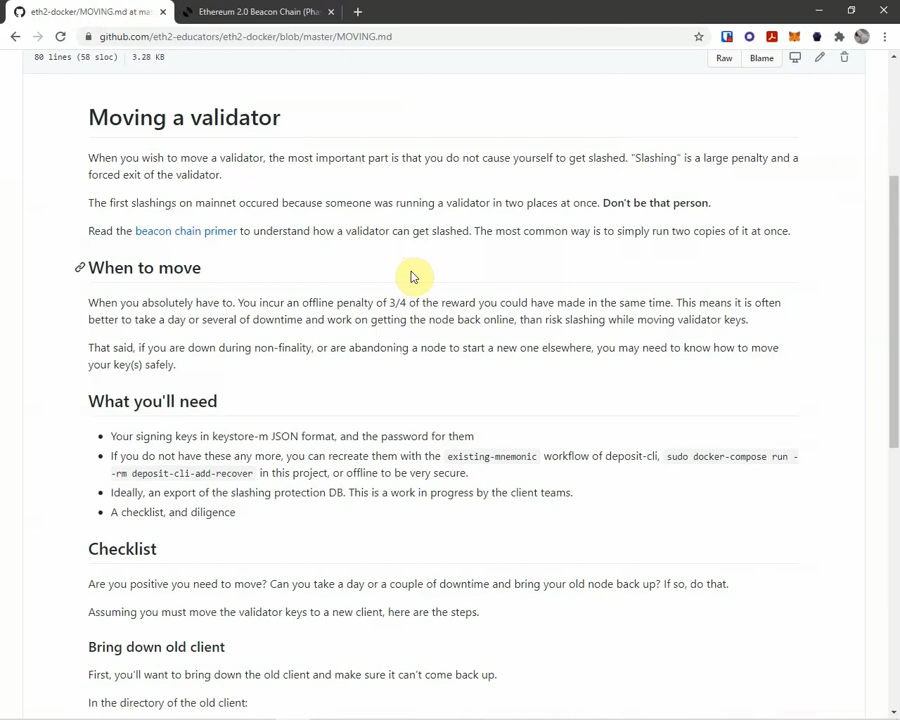 eth2-docker/MOVING.md at mas
Ethereum 2.0 Beacon Chain (Pha
github.com/eth2-educators/eth2-docker/blob/master/MOVING.md
80 lines (58 sloc) 3.28 KB
Raw Blame
Moving a validator
When you wish to move a validator, the most important part is that you do not cause yourself to get slashed. "Slashing" is a large penalty and a
forced exit of the validator.
The first slashings on mainnet occured because someone was running a validator in two places at once. Don't be that person.
Read the beacon chain primer to understand how a validator can get slashed. The most common way is to simply run two copies of it at once.
When to move
When you absolutely have to. You incur an offline penalty of 3/4 of the reward you could have made in the same time. This means it is often
better to take a day or several of downtime and work on getting the node back online, than risk slashing while moving validator keys.
That said, if you are down during non-finality, or are abandoning a node to start a new one elsewhere, you may need to know how to move
your key(s) safely.
What you'll need
Your signing keys in keystore-m JSON format, and the password for them
If you do not have these any more, you can recreate them with the existing-mnemonic workflow of deposit-cli, sudo docker-compose run -
-rm deposit-cli-add-recover in this project, or offline to be very secure.
Ideally, an export of the slashing protection DB. This is a work in progress by the client teams.
A checklist, and diligence
Checklist
Are you positive you need to move? Can you take a day or a couple of downtime and bring your old node back up? If so, do that.
Assuming you must move the validator keys to a new client, here are the steps.
Bring down old client
First, you'll want to bring down the old client and make sure it can't come back up.
In the directory of the old client: